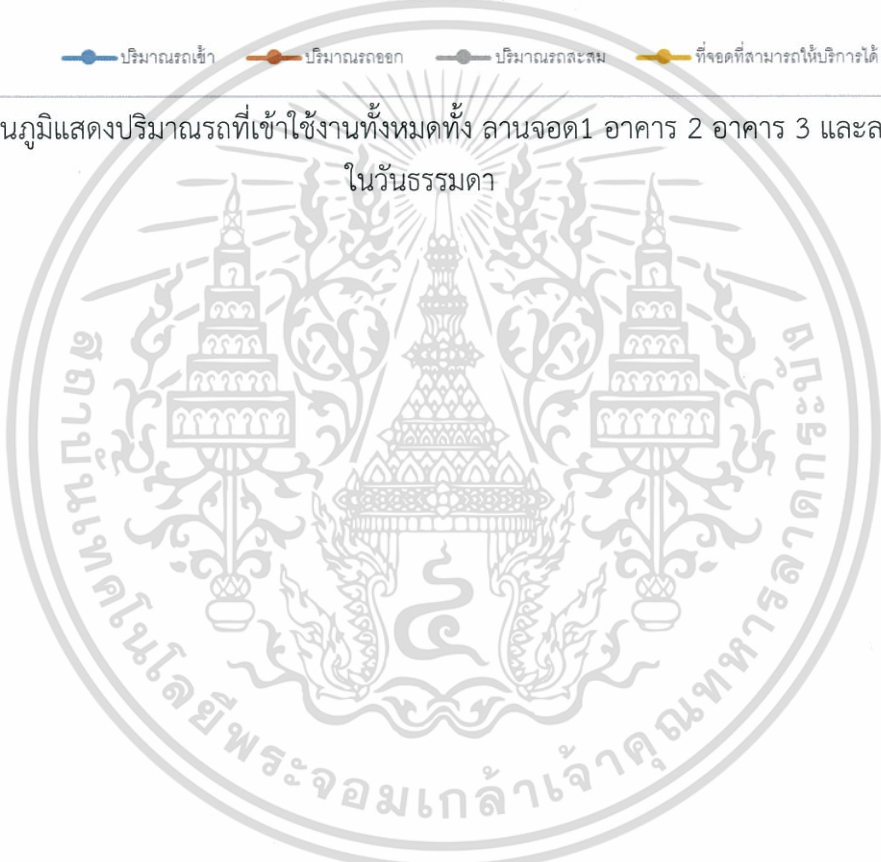 ปริมาณรถเข้า ปริมาณรถออก ปริมาณรถสะสม ที่จอดที่สามารถให้บริการได้
นภูมิแสดงปริมาณรถที่เข้าใช้งานทั้งหมดทั้ง ลานจอด1 อาคาร 2 อาคาร 3 และล
ในวันธรรมดา
สถาบันเทคโนโลยีพระจอมเกล้าเจ้าคุณทหารลาดกระบัง